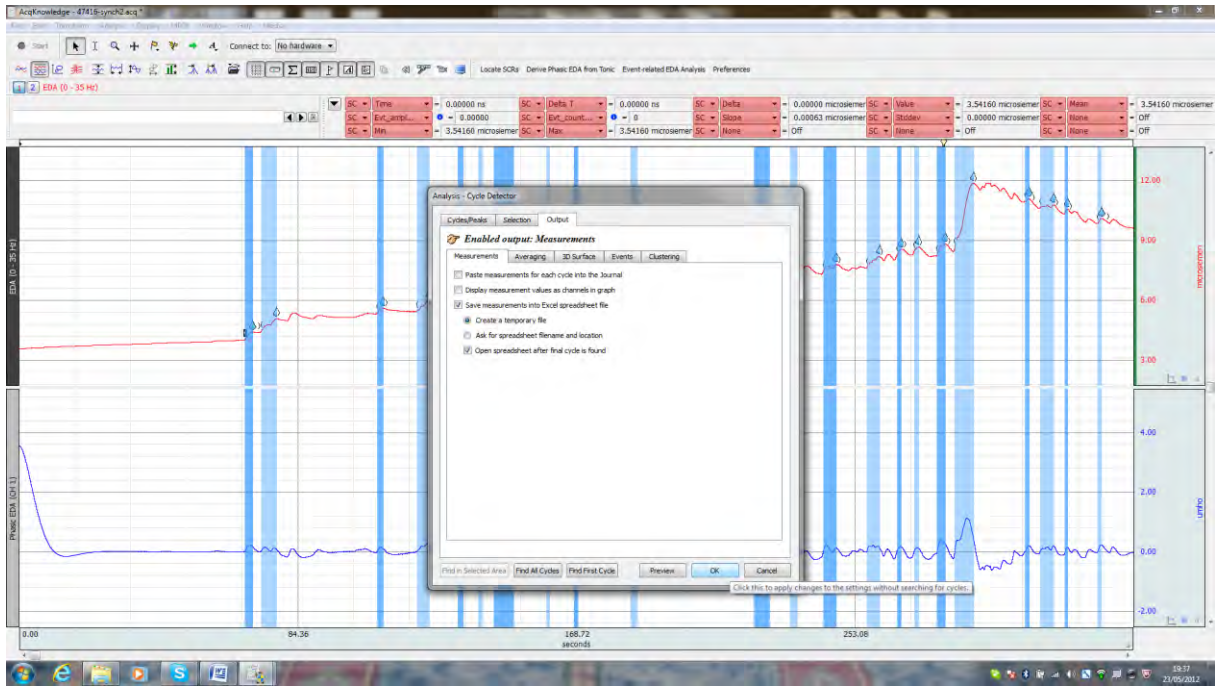 AcqKnowledge - 47416-synch2.acq *
Start Connect to: No hardware
Locate SCRs Derive Phasic EDA from Tonic Event-related EDA Analysis Preferences
1 2 EDA (0 - 35 Hz)
SC Time = 0.00000 ns SC Delta T = 0.00000 ns SC Delta = 0.00000 microsiemer SC Value = 3.54160 microsiemer SC Mean = 3.54160 microsiemer
SC Evt_ampl... = 0.00000 SC Evt_count... = 0 SC Slope = 0.00063 microsiemer SC Stddev = 0.00000 microsiemer SC None = Off
SC Min = 3.54160 microsiemer SC Max = 3.54160 microsiemer SC None = Off SC None = Off SC None = Off
Analysis - Cycle Detector
Cycles/Peaks Selection Output
Enabled output: Measurements
Measurements Averaging 3D Surface Events Clustering
Paste measurements for each cycle into the Journal
Display measurement values as channels in graph
Save measurements into Excel spreadsheet file
Create a temporary file
Ask for spreadsheet filename and location
Open spreadsheet after final cycle is found
Find in Selected Area Find All Cycles Find First Cycle Preview OK Cancel
Click this to apply changes to the settings without searching for cycles.
EDA (0 - 35 Hz)
12.00
9.00
6.00
3.00
microsiemen
Phasic EDA (CH 1)
4.00
2.00
0.00
-2.00
umho
0.00 84.36 168.72 253.08
seconds
19:37
23/05/2012